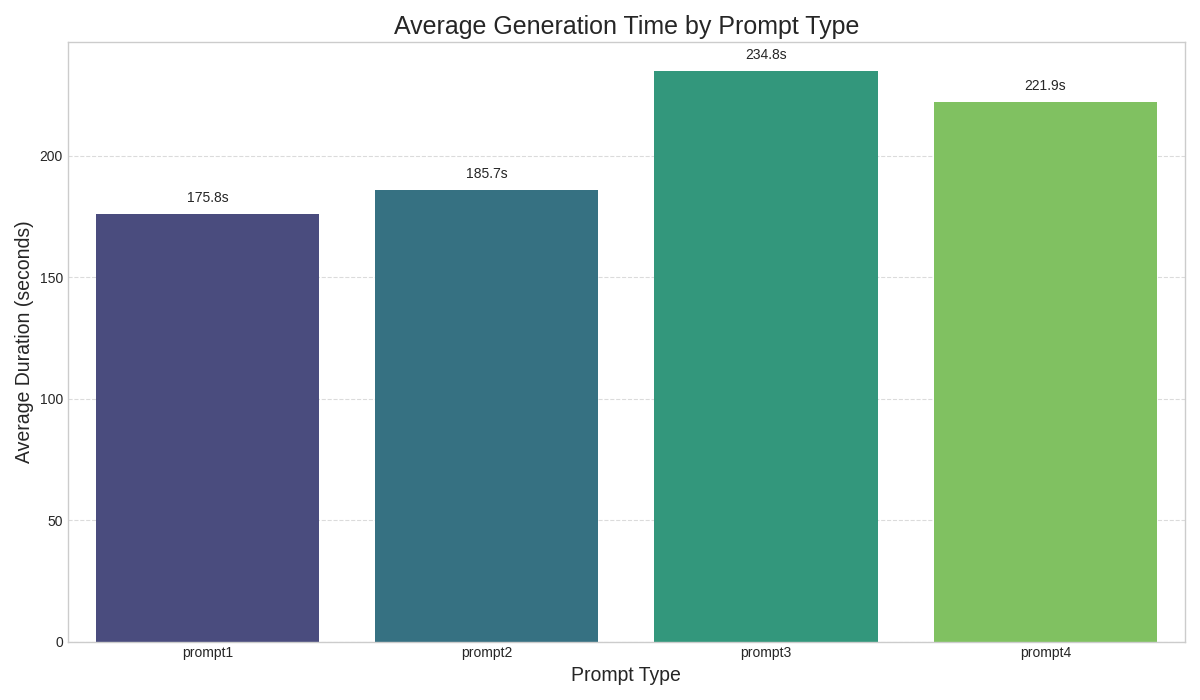 Average Generation Time by Prompt Type
234.8s
221.9s
185.7s
175.8s
200
150
100
50
0
Average Duration (seconds)
prompt1 prompt2 prompt3 prompt4
Prompt Type